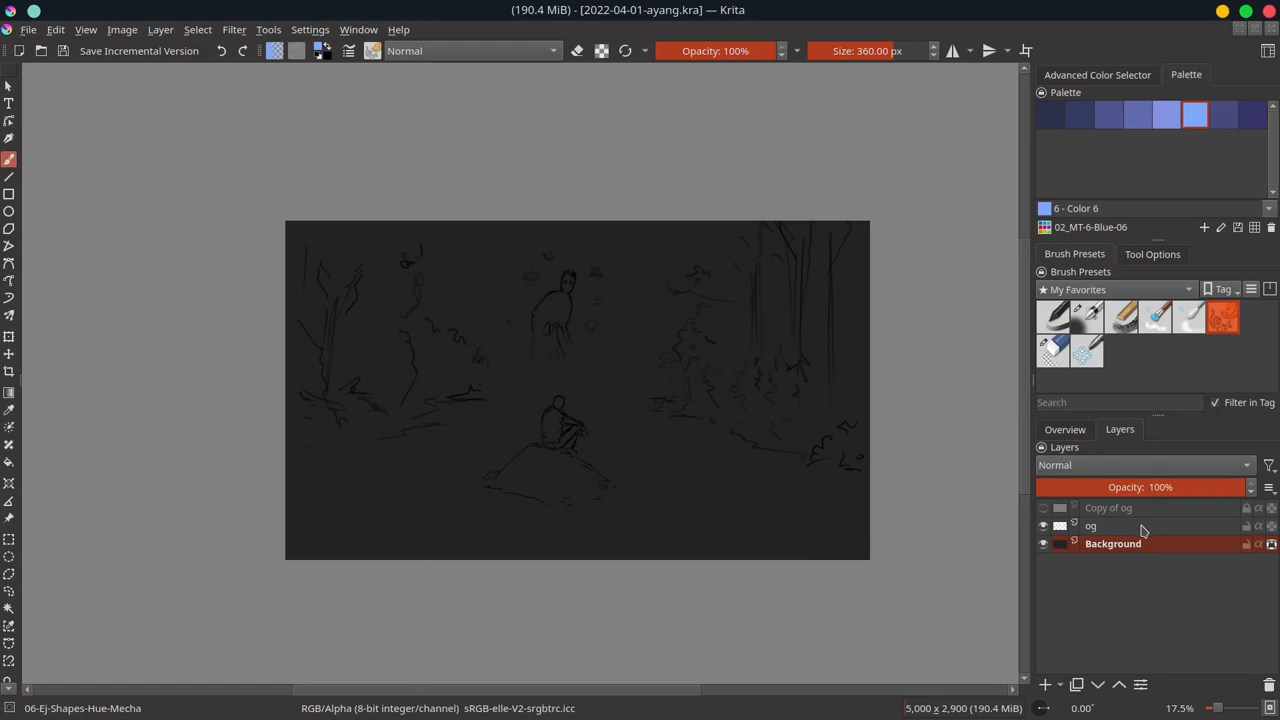 (190.4 MiB) - [2022-04-01-ayang.kra] — Krita
File Edit View Image Layer Select Filter Tools Settings Window Help
Save Incremental Version
Normal
Opacity: 100%
Size: 360.00 px
Advanced Color Selector
Palette
Palette
6 - Color 6
02_MT-6-Blue-06
Brush Presets
Tool Options
Brush Presets
★ My Favorites
Tag
Search
Filter in Tag
Overview
Layers
Layers
Normal
Opacity: 100%
Copy of og
og
Background
06-Ej-Shapes-Hue-Mecha
RGB/Alpha (8-bit integer/channel) sRGB-elle-V2-srgbtrc.icc
5,000 x 2,900 (190.4 MiB)
0.00°
17.5%